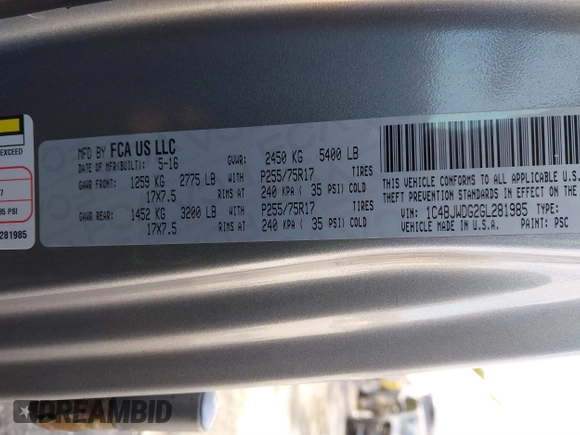 EXCEED
7
35 PSI
281985
MFD BY FCA US LLC
DATE OF MFR(BUILT): 5-16 GVWR: 2450 KG 5400 LB
GAWR FRONT: 1259 KG 2775 LB WITH P255/75R17 TIRES
17X7.5 RIMS AT 240 KPA ( 35 PSI) COLD
GAWR REAR: 1452 KG 3200 LB WITH P255/75R17 TIRES
17X7.5 RIMS AT 240 KPA ( 35 PSI) COLD
THIS VEHICLE CONFORMS TO ALL APPLICABLE
THEFT PREVENTION STANDARDS IN EFFECT ON THE
VIN: 1C4BJWDG2GL281985 TYPE:
VEHICLE MADE IN U.S.A. PAINT: PSC
DREAMBID